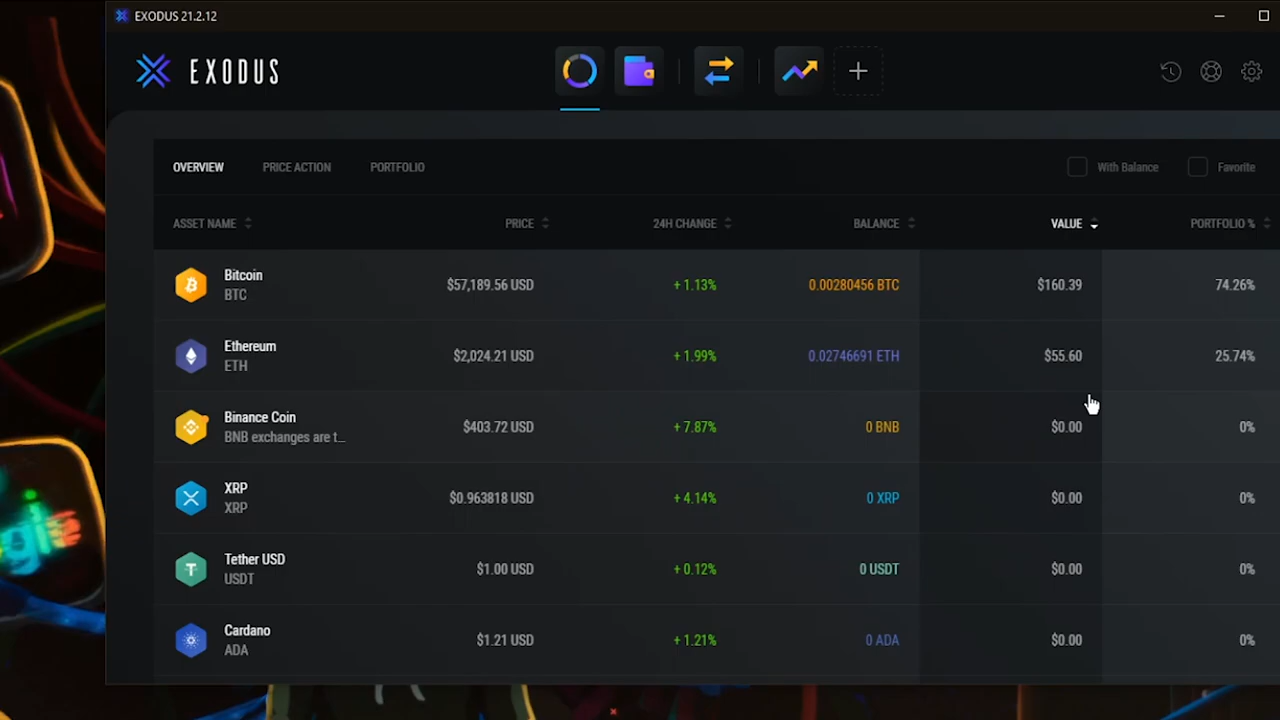 EXODUS 21.2.12
EXODUS
OVERVIEW PRICE ACTION PORTFOLIO With Balance Favorite
ASSET NAME PRICE 24H CHANGE BALANCE VALUE PORTFOLIO %
Bitcoin
BTC
$57,189.56 USD +1.13% 0.00280456 BTC $160.39 74.26%
Ethereum
ETH
$2,024.21 USD +1.99% 0.02746691 ETH $55.60 25.74%
Binance Coin
BNB exchanges are t...
$403.72 USD +7.87% 0 BNB $0.00 0%
XRP
XRP
$0.963818 USD +4.14% 0 XRP $0.00 0%
Tether USD
USDT
$1.00 USD +0.12% 0 USDT $0.00 0%
Cardano
ADA
$1.21 USD +1.21% 0 ADA $0.00 0%